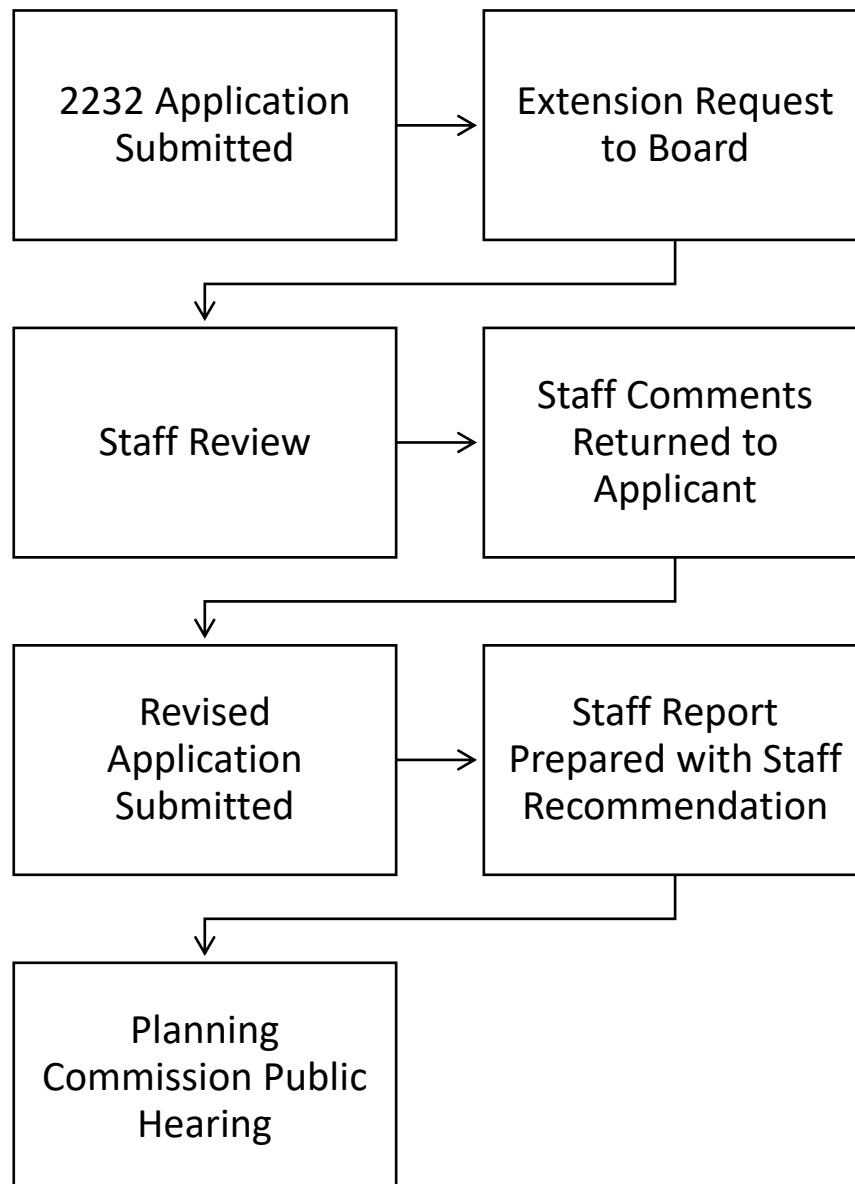 2232 Application
Submitted
Extension Request
to Board
Staff Review
Staff Comments
Returned to
Applicant
Revised
Application
Submitted
Staff Report
Prepared with Staff
Recommendation
Planning
Commission Public
Hearing